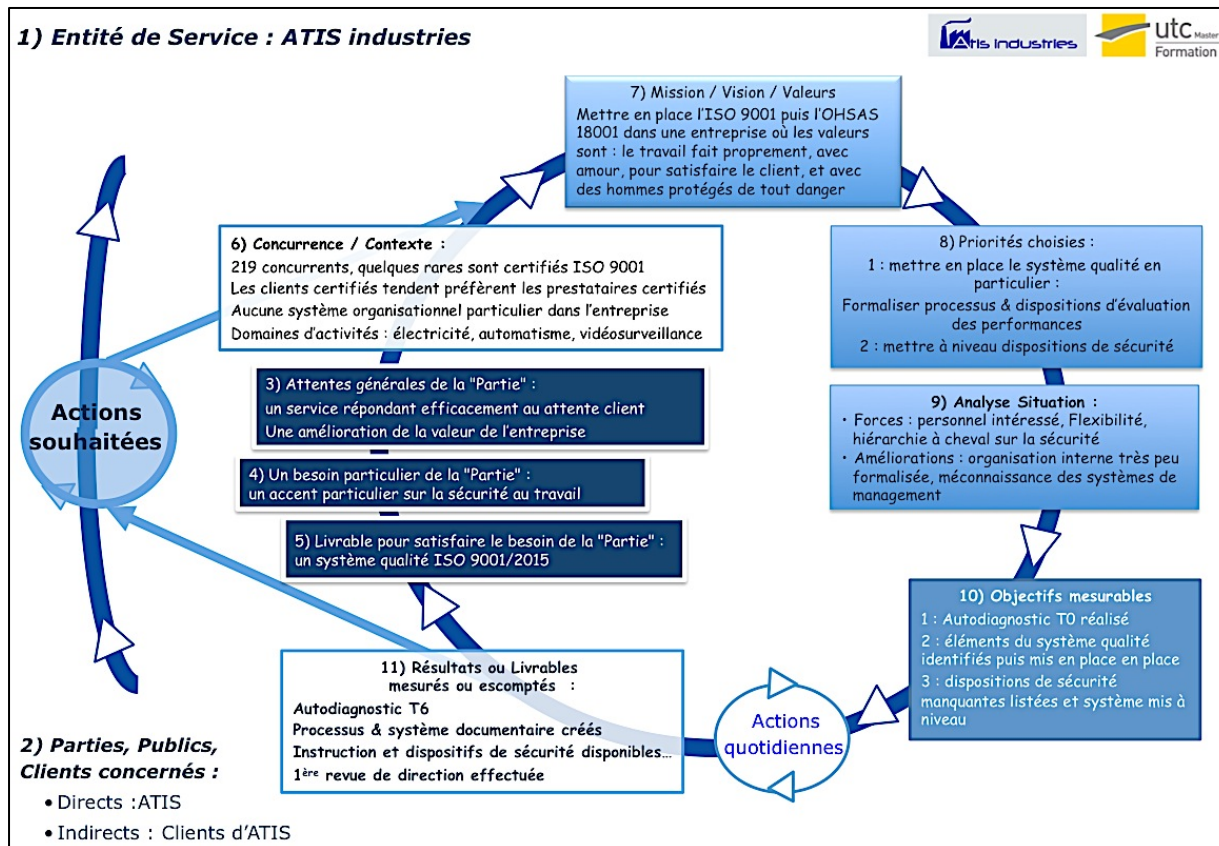 1) Entité de Service : ATIS industries
Atis Industries
utc Master
Formation
7) Mission / Vision / Valeurs
Mettre en place l'ISO 9001 puis l'OHSAS
18001 dans une entreprise où les valeurs
sont : le travail fait proprement, avec
amour, pour satisfaire le client, et avec
des hommes protégés de tout danger
6) Concurrence / Contexte :
219 concurrents, quelques rares sont certifiés ISO 9001
Les clients certifiés tendent préfèrent les prestataires certifiés
Aucune système organisationnel particulier dans l'entreprise
Domaines d'activités : électricité, automatisme, vidéosurveillance
8) Priorités choisies :
1 : mettre en place le système qualité en
particulier :
Formaliser processus & dispositions d'évaluation
des performances
2 : mettre à niveau dispositions de sécurité
Actions
souhaitées
3) Attentes générales de la "Partie" :
un service répondant efficacement au attente client
Une amélioration de la valeur de l'entreprise
4) Un besoin particulier de la "Partie" :
un accent particulier sur la sécurité au travail
5) Livrable pour satisfaire le besoin de la "Partie" :
un système qualité ISO 9001/2015
9) Analyse Situation :
• Forces : personnel intéressé, Flexibilité,
hiérarchie à cheval sur la sécurité
• Améliorations : organisation interne très peu
formalisée, méconnaissance des systèmes de
management
10) Objectifs mesurables
1 : Autodiagnostic T0 réalisé
2 : éléments du système qualité
identifiés puis mis en place en place
3 : dispositions de sécurité
manquantes listées et système mis à
niveau
11) Résultats ou Livrables
mesurés ou escomptés :
Autodiagnostic T6
Processus & système documentaire créés
Instruction et dispositifs de sécurité disponibles…
1ère revue de direction effectuée
Actions
quotidiennes
2) Parties, Publics,
Clients concernés :
• Directs :ATIS
• Indirects : Clients d'ATIS